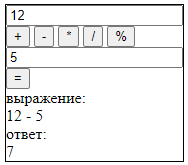 12
+ - * / %
5
=
выражение:
12 - 5
ответ:
7